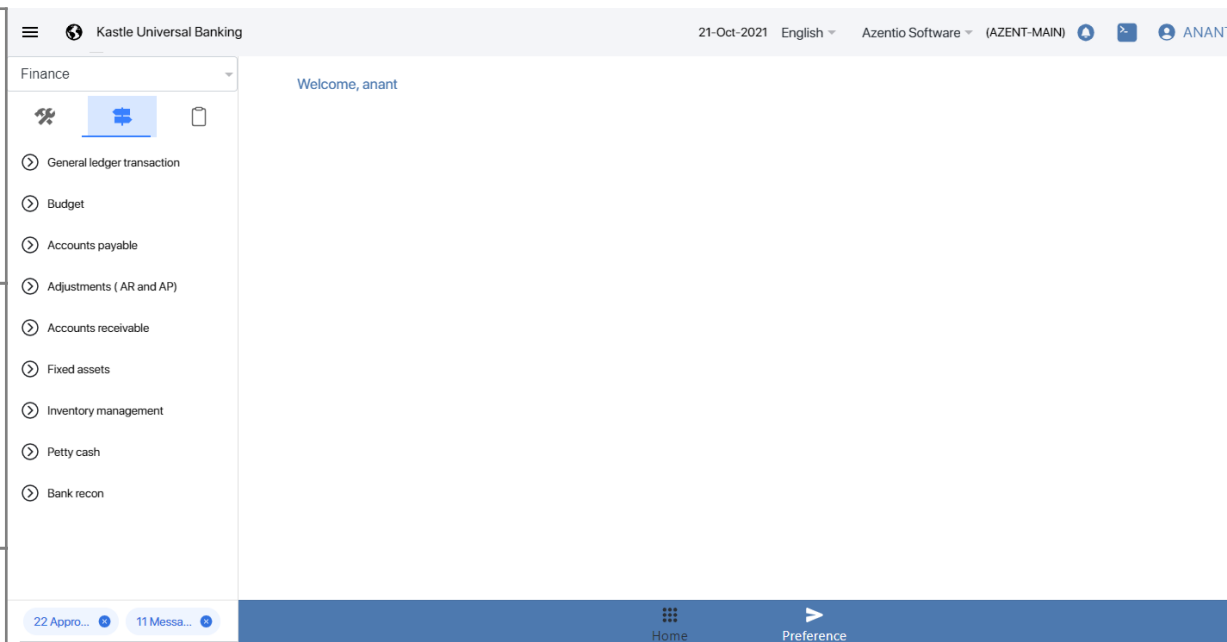 Kastle Universal Banking
21-Oct-2021 English Azentio Software (AZENT-MAIN) ANANT
Finance
Welcome, anant
General ledger transaction
Budget
Accounts payable
Adjustments ( AR and AP)
Accounts receivable
Fixed assets
Inventory management
Petty cash
Bank recon
22 Appro... 11 Messa...
Home Preference